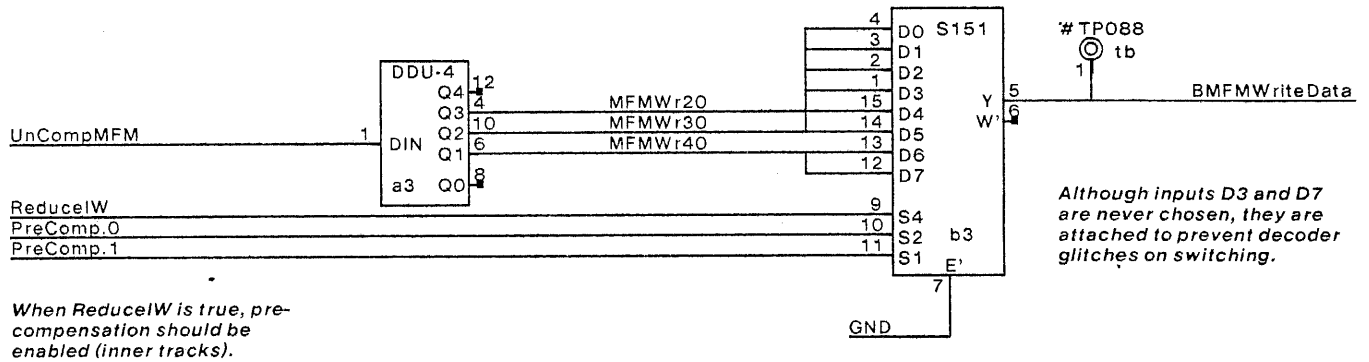 4 D0 S151
3 D1
2 D2
1 D3
15 D4
14 D5
13 D6
12 D7
9 S4
10 S2 b3
11 S1
E'
7
Y 5
W' 6
# TP088
tb
1
BMFMWriteData
DDU-4
Q4 12
Q3 4
Q2 10
Q1 6
Q0 8
DIN
a3
1
UnCompMFM
MFMWr20
MFMWr30
MFMWr40
ReduceIW
PreComp.0
PreComp.1
GND
Although inputs D3 and D7
are never chosen, they are
attached to prevent decoder
glitches on switching.
When ReduceIW is true, pre-
compensation should be
enabled (inner tracks).